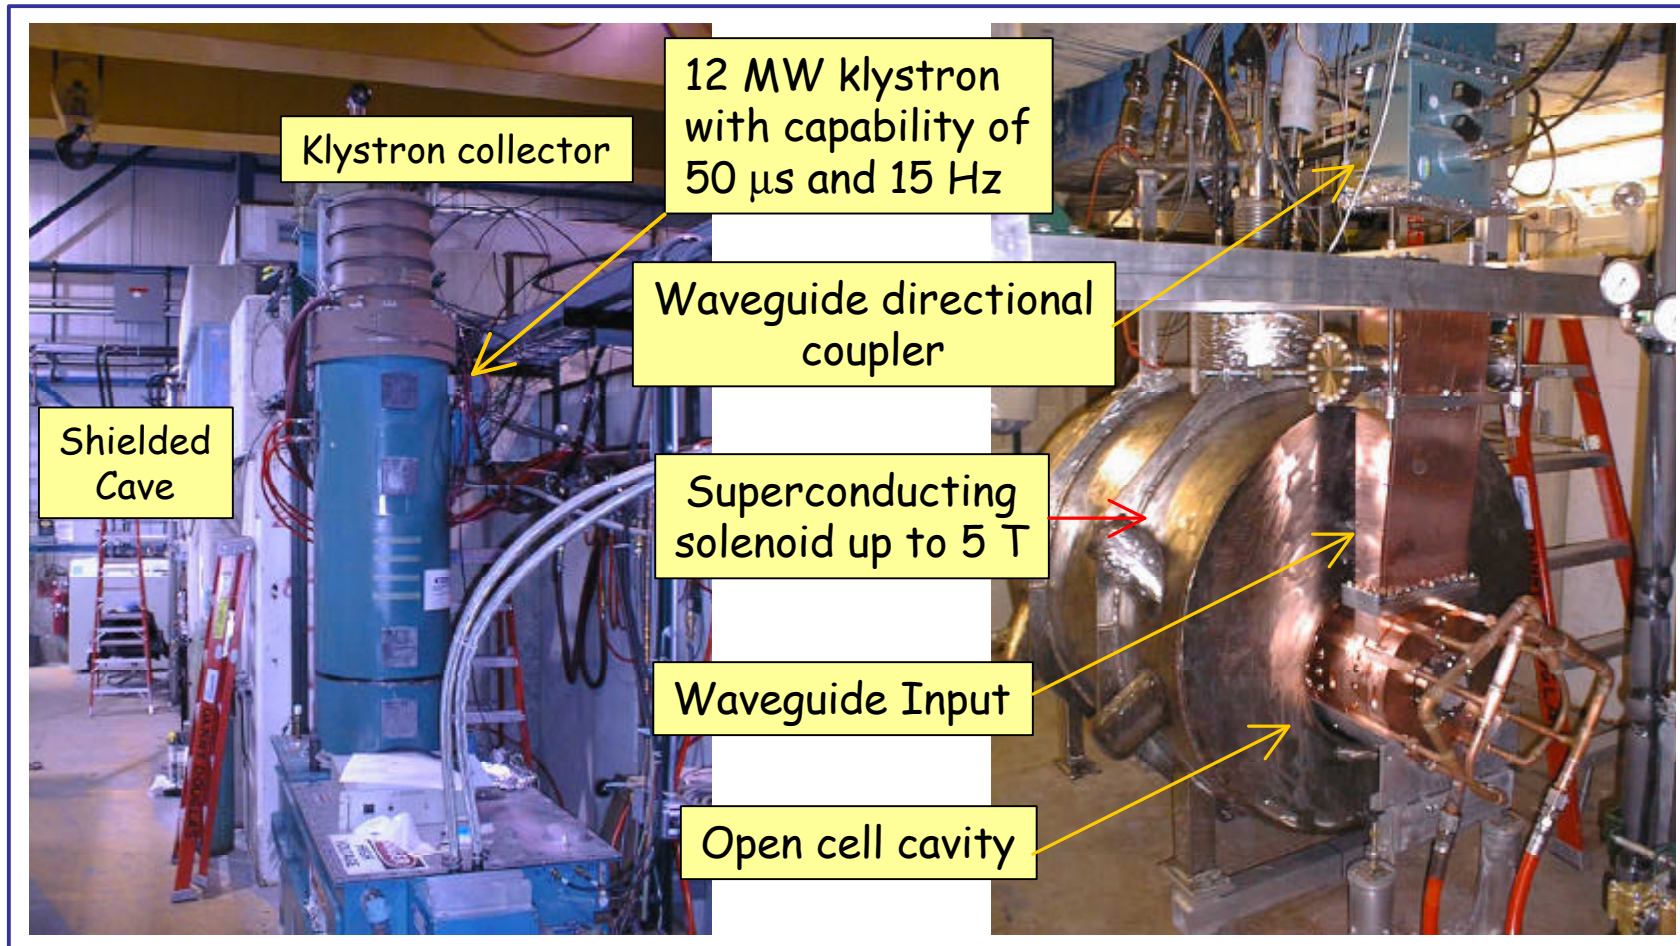 Klystron collector
12 MW klystron
with capability of
50 µs and 15 Hz
Waveguide directional
coupler
Shielded
Cave
Superconducting
solenoid up to 5 T
Waveguide Input
Open cell cavity